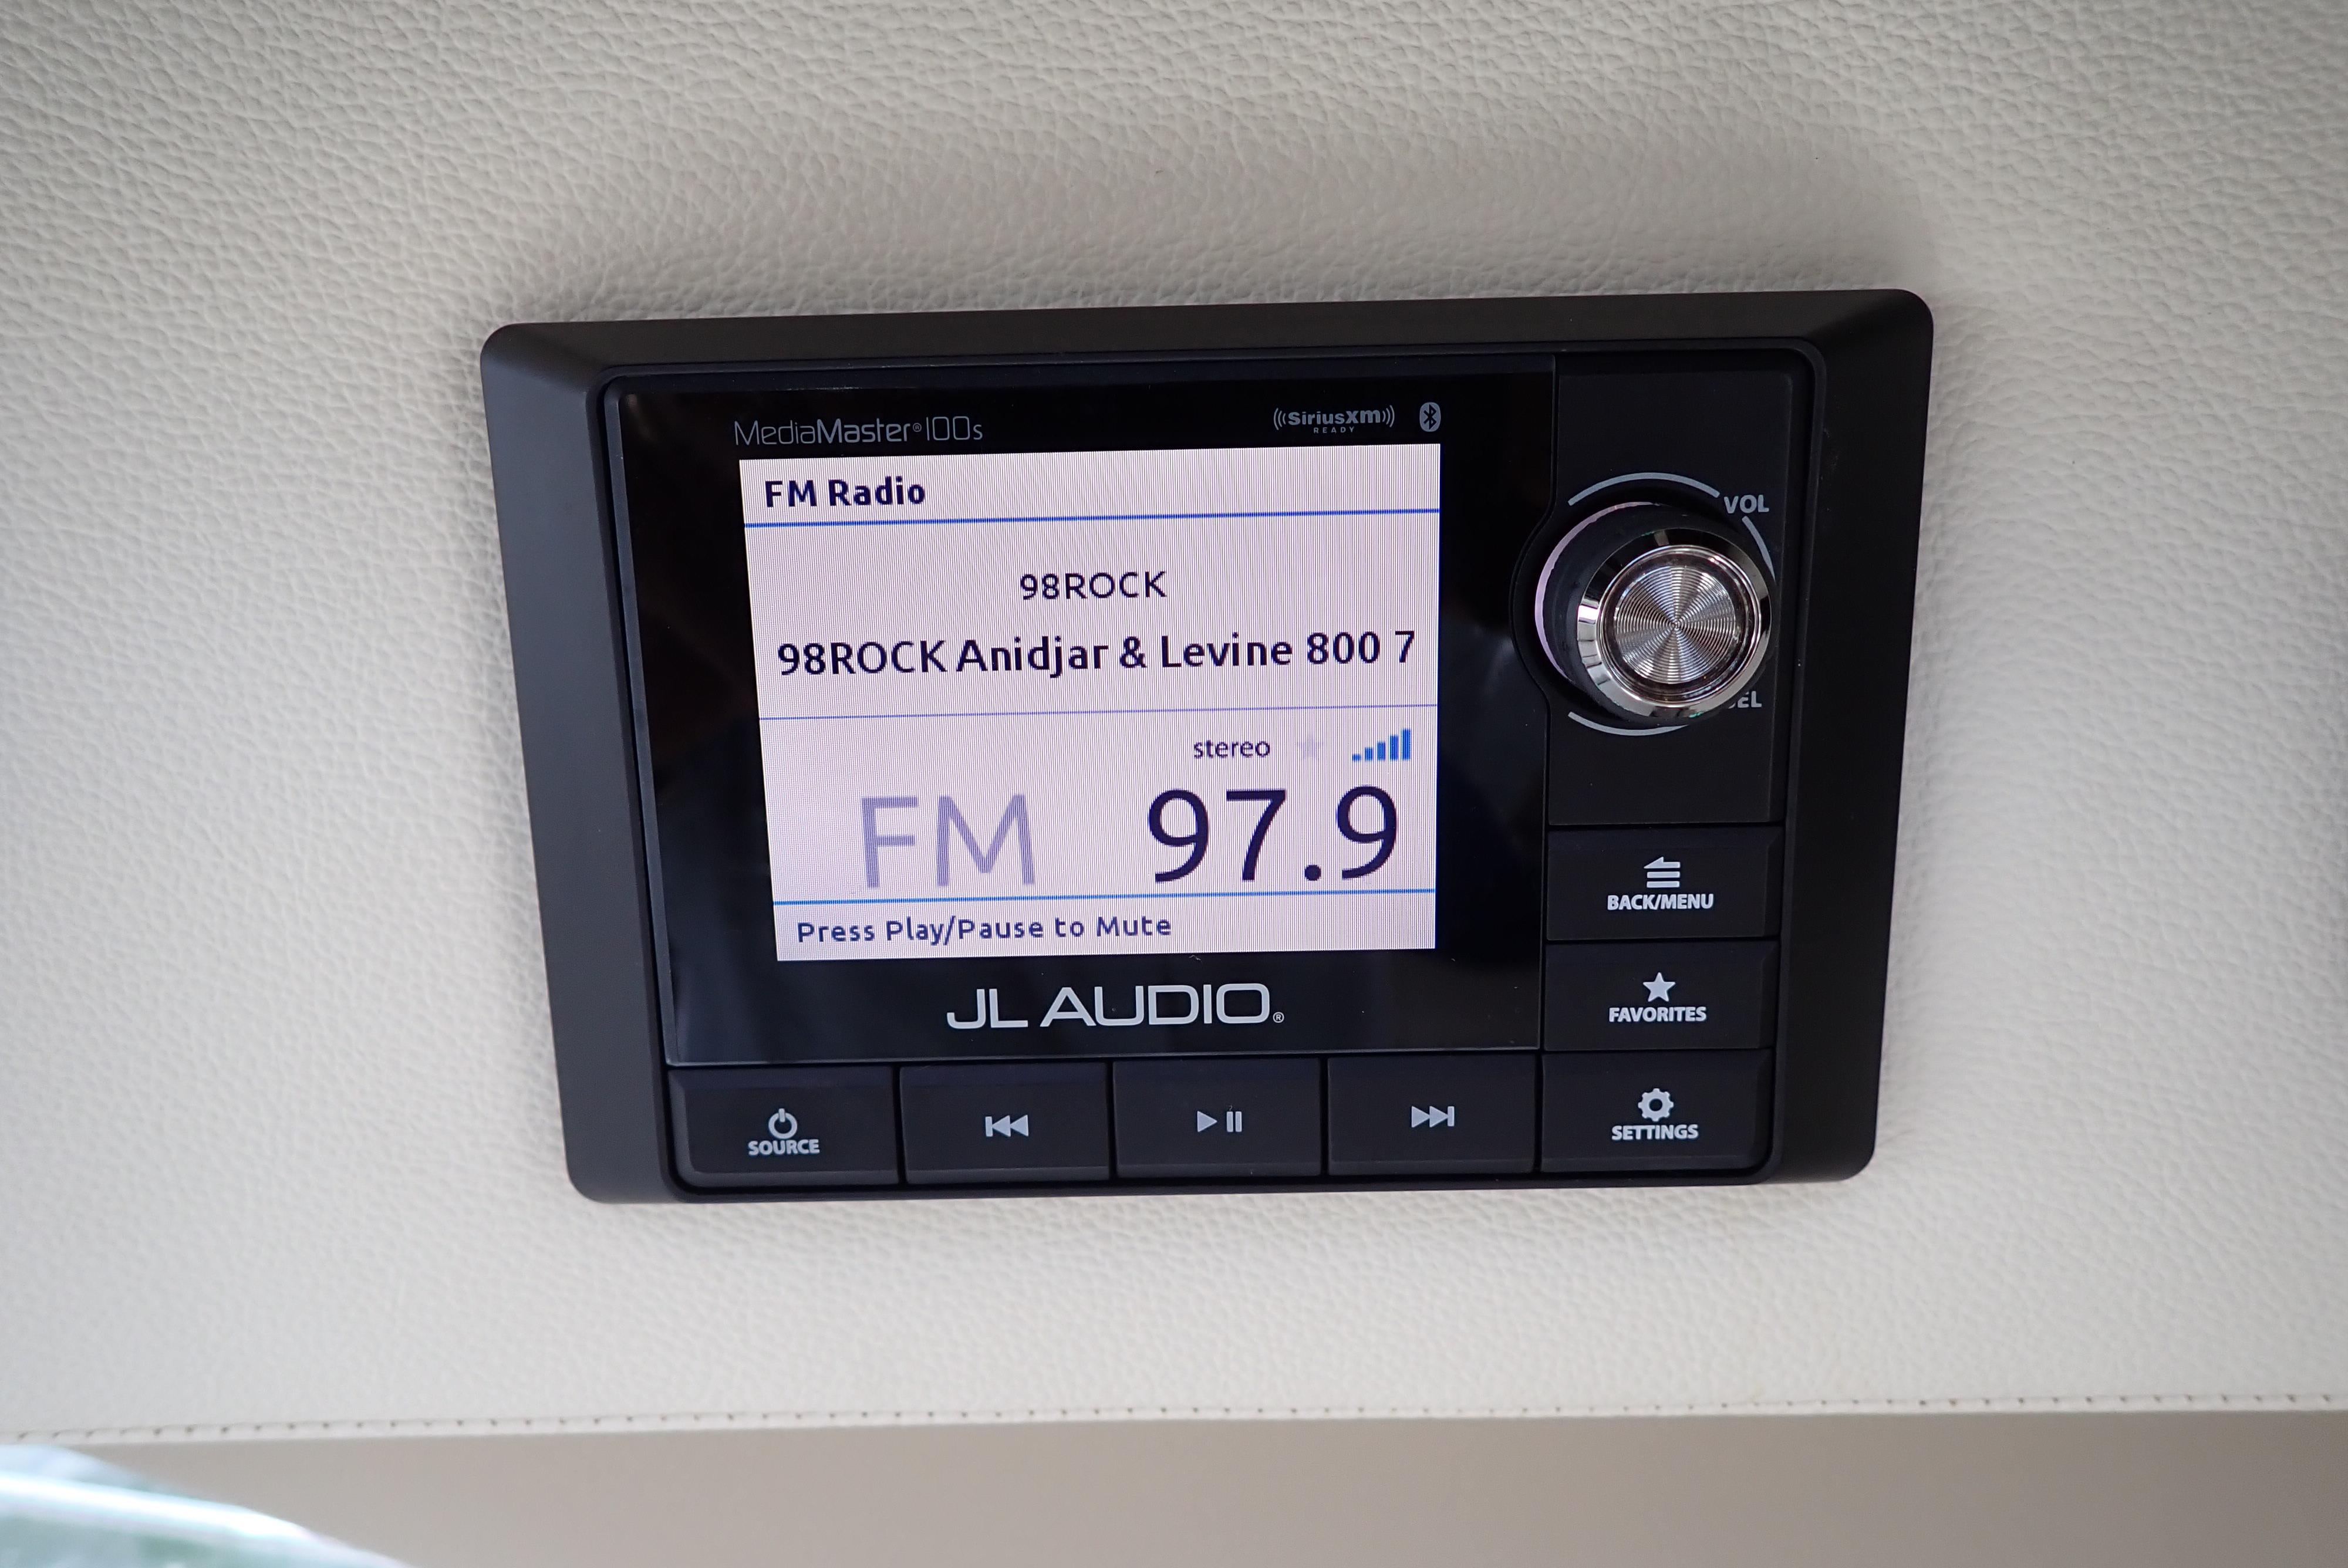 MediaMaster®100s
((SiriusXM))
READY
FM Radio
VOL
98ROCK
98ROCK Anidjar & Levine 800 7
SEL
stereo
FM 97.9
BACK/MENU
Press Play/Pause to Mute
JL AUDIO®
FAVORITES
SOURCE
SETTINGS